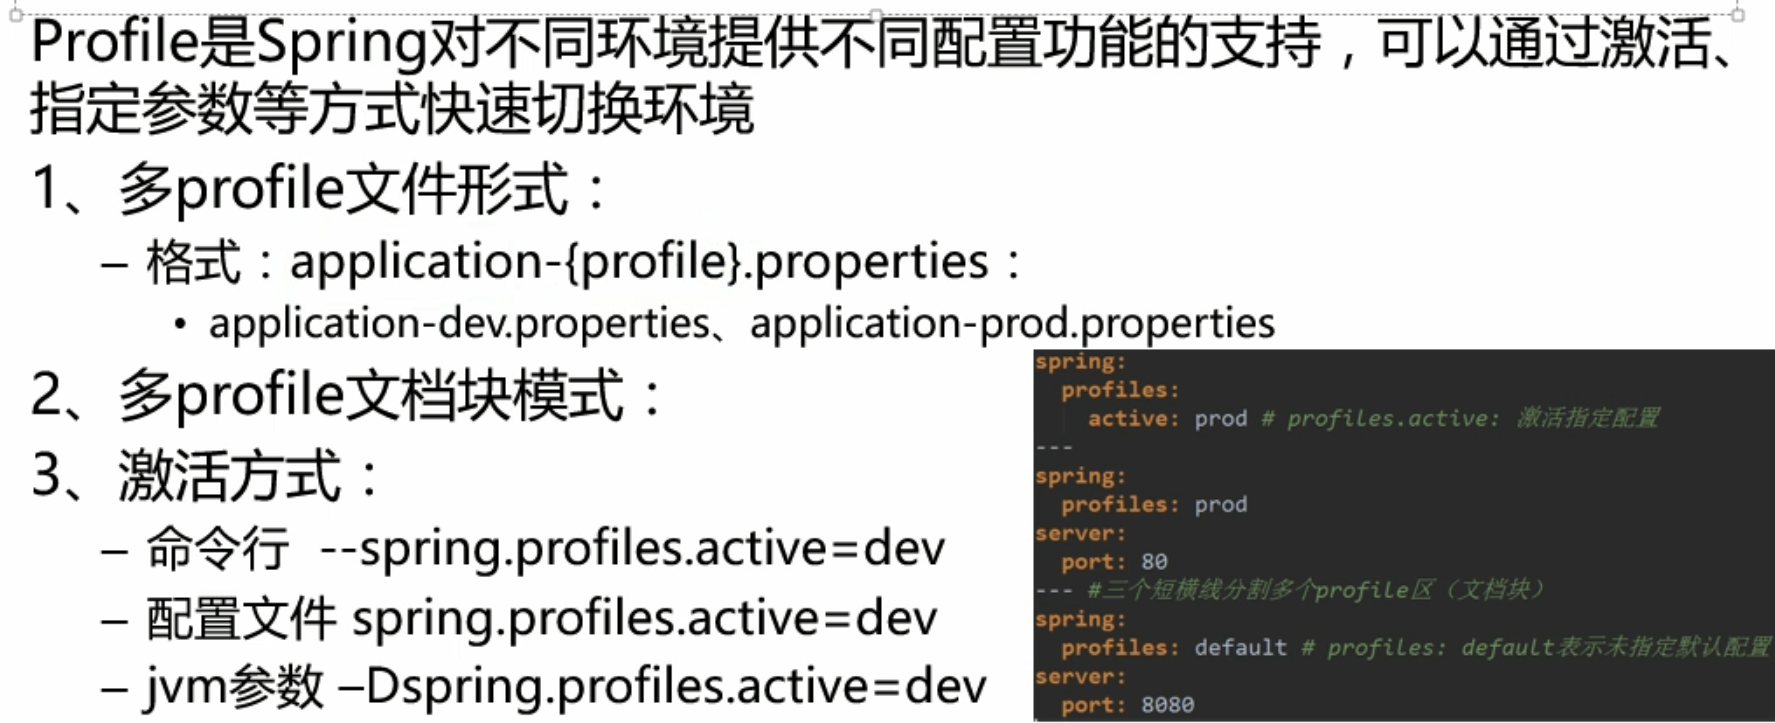 Profile是Spring对不同环境提供不同配置功能的支持，可以通过激活、
指定参数等方式快速切换环境
1、多profile文件形式：
– 格式：application-{profile}.properties：
• application-dev.properties、application-prod.properties
2、多profile文档块模式：
3、激活方式：
– 命令行 --spring.profiles.active=dev
– 配置文件 spring.profiles.active=dev
– jvm参数 –Dspring.profiles.active=dev
spring:
  profiles:
    active: prod # profiles.active: 激活指定配置
---
spring:
  profiles: prod
server:
  port: 80
--- #三个短横线分割多个profile区（文档块）
spring:
  profiles: default # profiles: default表示未指定默认配置
server:
  port: 8080